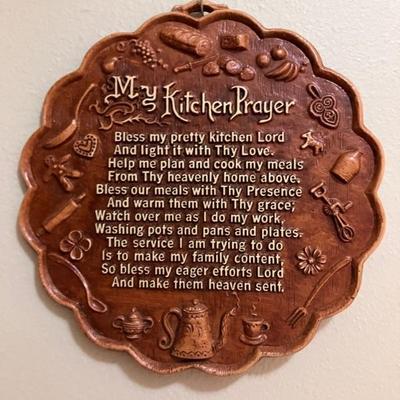 My Kitchen Prayer
Bless my pretty kitchen Lord
And light it with Thy Love.
Help me plan and cook my meals
From Thy heavenly home above.
Bless our meals with Thy Presence
And warm them with Thy grace;
Watch over me as I do my work,
Washing pots and pans and plates.
The service I am trying to do
Is to make my family content,
So bless my eager efforts Lord
And make them heaven sent.